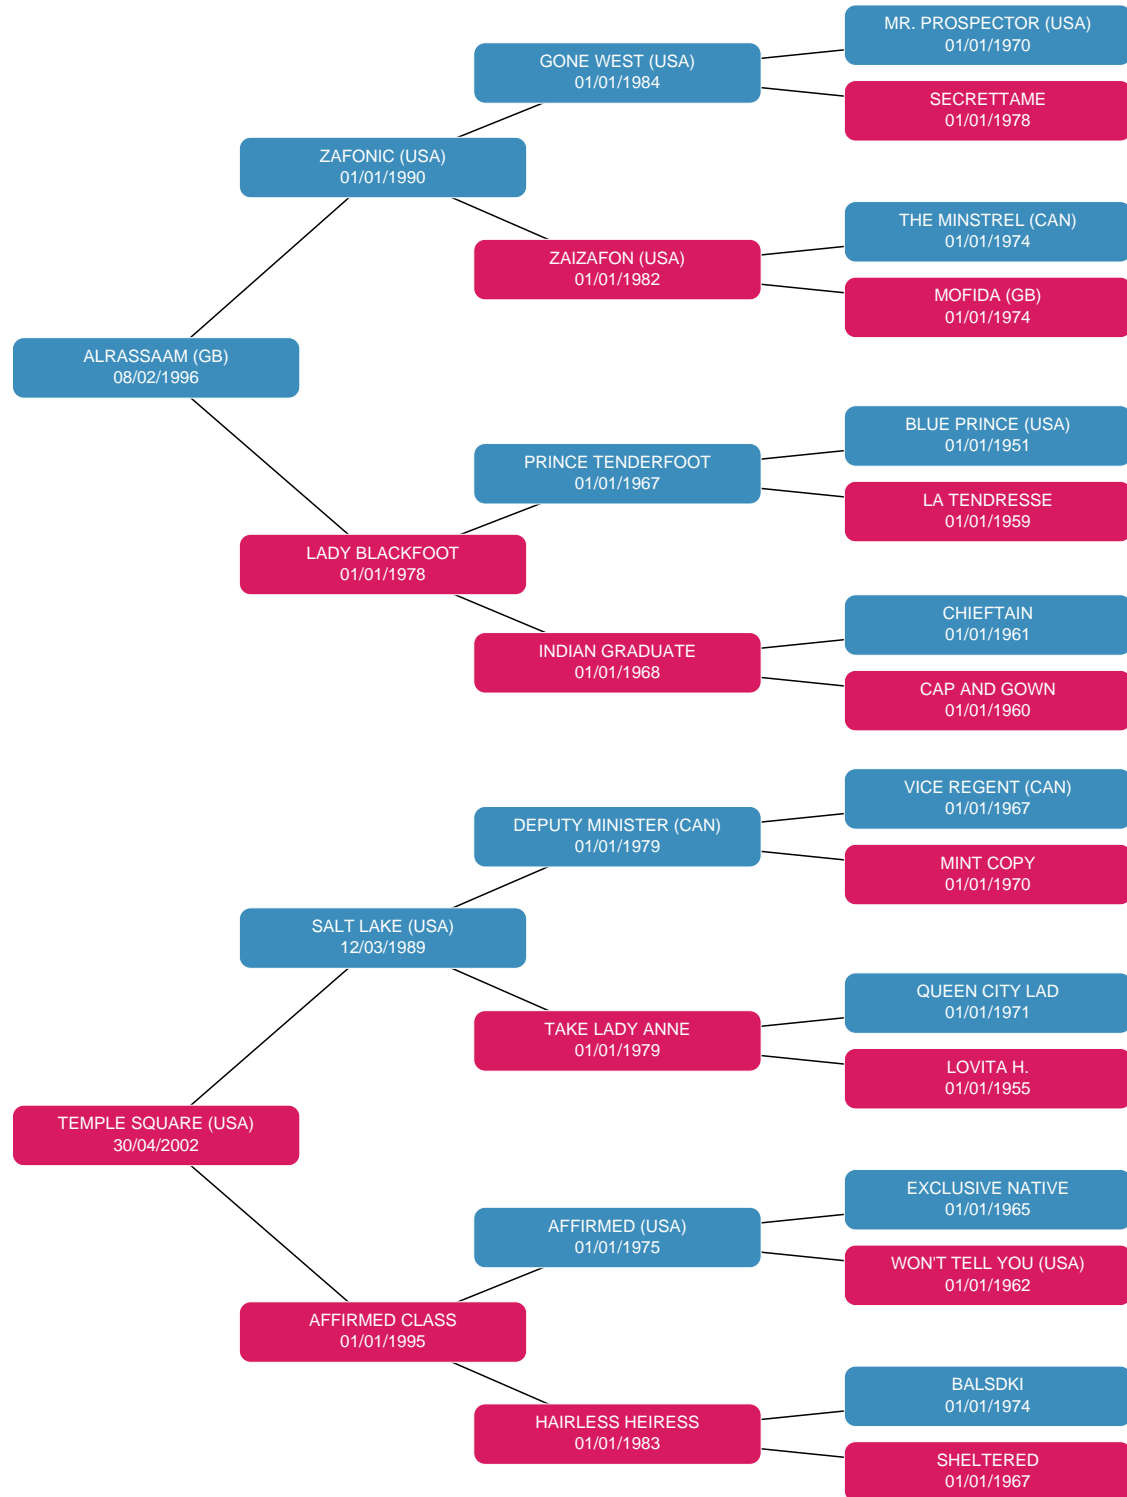 MR. PROSPECTOR (USA)
01/01/1970
GONE WEST (USA)
01/01/1984
SECRETTAME
01/01/1978
ZAFONIC (USA)
01/01/1990
THE MINSTREL (CAN)
01/01/1974
ZAIZAFON (USA)
01/01/1982
MOFIDA (GB)
01/01/1974
ALRASSAAM (GB)
08/02/1996
BLUE PRINCE (USA)
01/01/1951
PRINCE TENDERFOOT
01/01/1967
LA TENDRESSE
01/01/1959
LADY BLACKFOOT
01/01/1978
CHIEFTAIN
01/01/1961
INDIAN GRADUATE
01/01/1968
CAP AND GOWN
01/01/1960
VICE REGENT (CAN)
01/01/1967
DEPUTY MINISTER (CAN)
01/01/1979
MINT COPY
01/01/1970
SALT LAKE (USA)
12/03/1989
QUEEN CITY LAD
01/01/1971
TAKE LADY ANNE
01/01/1979
LOVITA H.
01/01/1955
TEMPLE SQUARE (USA)
30/04/2002
EXCLUSIVE NATIVE
01/01/1965
AFFIRMED (USA)
01/01/1975
WON'T TELL YOU (USA)
01/01/1962
AFFIRMED CLASS
01/01/1995
BALSDKI
01/01/1974
HAIRLESS HEIRESS
01/01/1983
SHELTERED
01/01/1967